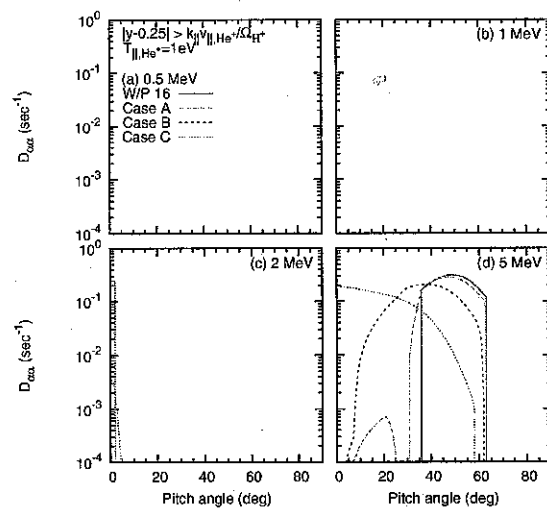 |y-0.25| > k||v||,He+/ΩH+
T||,He+=1eV
(a) 0.5 MeV
W/P 16
Case A
Case B
Case C
(b) 1 MeV
(c) 2 MeV
(d) 5 MeV
Dαα (sec-1)
10^0
10^-1
10^-2
10^-3
10^-4
Dαα (sec-1)
10^0
10^-1
10^-2
10^-3
10^-4
0 20 40 60 80
0 20 40 60 80
Pitch angle (deg)
Pitch angle (deg)